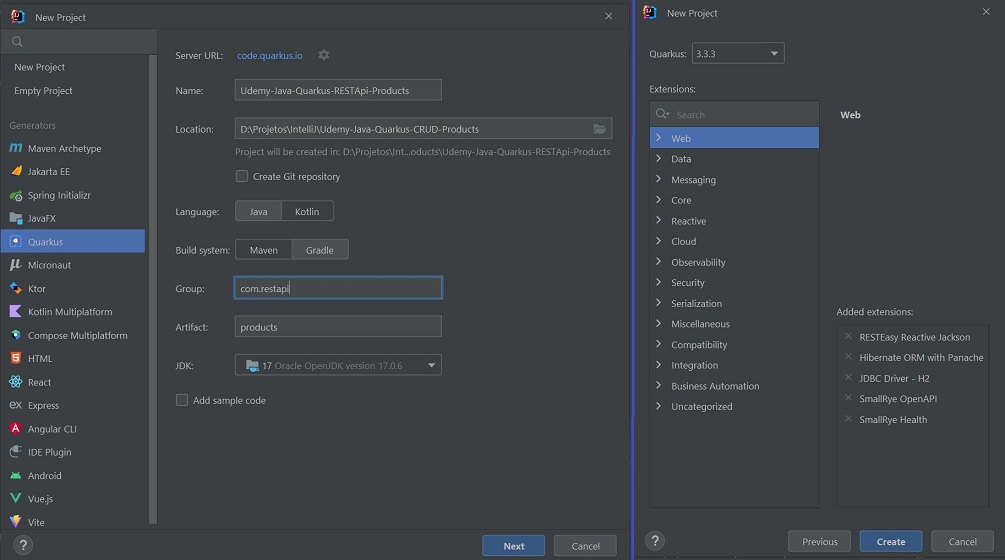 New Project
New Project
Empty Project
Generators
Maven Archetype
Jakarta EE
Spring Initializr
JavaFX
Quarkus
Micronaut
Ktor
Kotlin Multiplatform
Compose Multiplatform
HTML
React
Express
Angular CLI
IDE Plugin
Android
Vue.js
Vite
?
Server URL: code.quarkus.io
Name: Udemy-Java-Quarkus-RESTApi-Products
Location: D:\Projetos\IntelliJ\Udemy-Java-Quarkus-CRUD-Products
Project will be created in: D:\Projetos\Int...oducts\Udemy-Java-Quarkus-RESTApi-Products
Create Git repository
Language: Java Kotlin
Build system: Maven Gradle
Group: com.restapi
Artifact: products
JDK: 17 Oracle OpenJDK version 17.0.6
Add sample code
Next Cancel
New Project
Quarkus: 3.3.3
Extensions:
Search
Web
Data
Messaging
Core
Reactive
Cloud
Observability
Security
Serialization
Miscellaneous
Compatibility
Integration
Business Automation
Uncategorized
Web
Added extensions:
RESTEasy Reactive Jackson
Hibernate ORM with Panache
JDBC Driver - H2
SmallRye OpenAPI
SmallRye Health
?
Previous Create Cancel